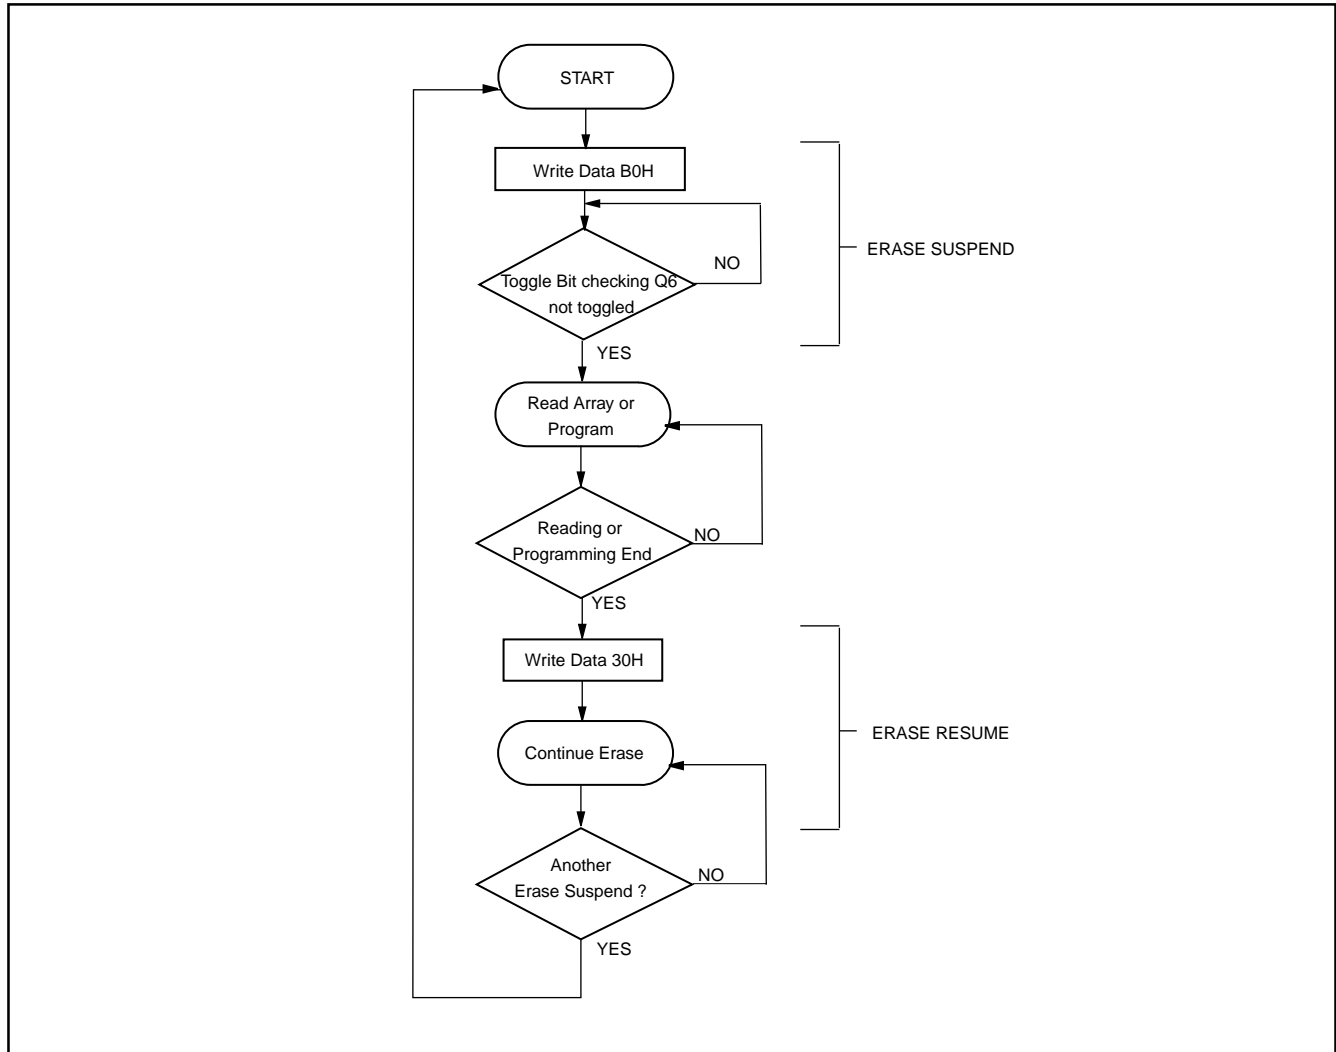 START
Write Data B0H
ERASE SUSPEND
NO
Toggle Bit checking Q6
not toggled
YES
Read Array or
Program
Reading or
NO
Programming End
YES
Write Data 30H
ERASE RESUME
Continue Erase
Another
NO
Erase Suspend ?
YES